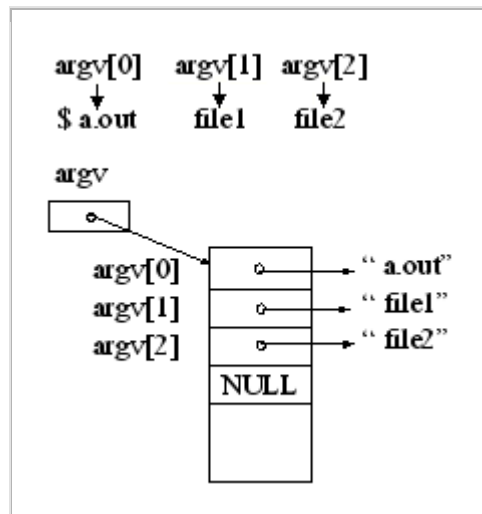 argv[0] argv[1] argv[2]
$ a.out file1 file2
argv
argv[0] “ a.out”
argv[1] “ file1”
argv[2] “ file2”
NULL